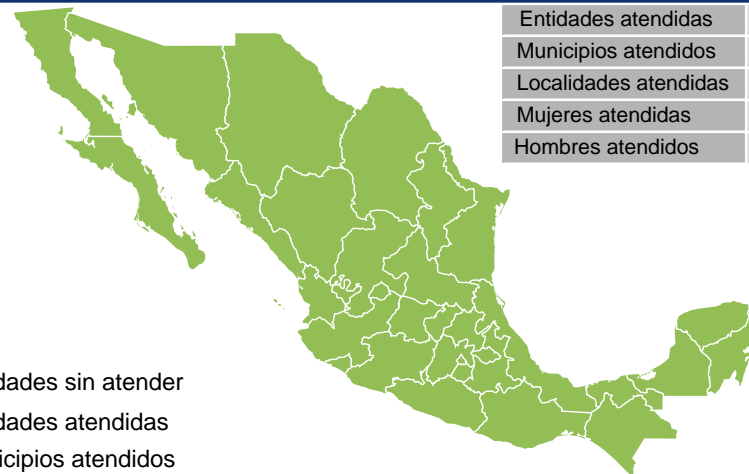 Entidades atendidas
Municipios atendidos
Localidades atendidas
Mujeres atendidas
Hombres atendidos
dades sin atender
dades atendidas
icipios atendidos